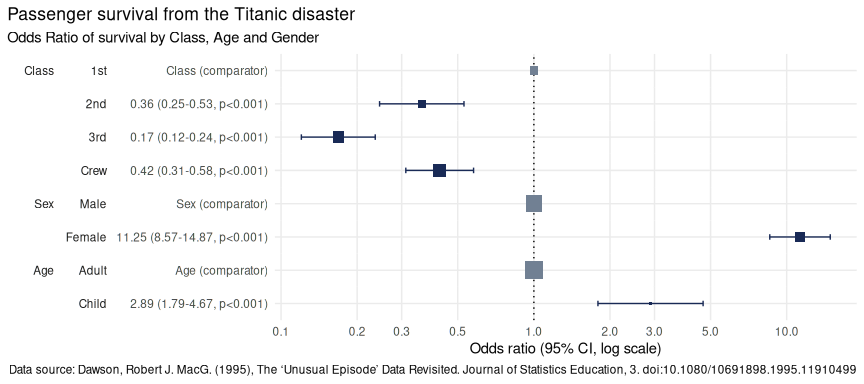 Passenger survival from the Titanic disaster
Odds Ratio of survival by Class, Age and Gender
Class 1st Class (comparator)
2nd 0.36 (0.25-0.53, p<0.001)
3rd 0.17 (0.12-0.24, p<0.001)
Crew 0.42 (0.31-0.58, p<0.001)
Sex Male Sex (comparator)
Female 11.25 (8.57-14.87, p<0.001)
Age Adult Age (comparator)
Child 2.89 (1.79-4.67, p<0.001)
0.1 0.2 0.3 0.5 1.0 2.0 3.0 5.0 10.0
Odds ratio (95% CI, log scale)
Data source: Dawson, Robert J. MacG. (1995), The ‘Unusual Episode’ Data Revisited. Journal of Statistics Education, 3. doi:10.1080/10691898.1995.11910499